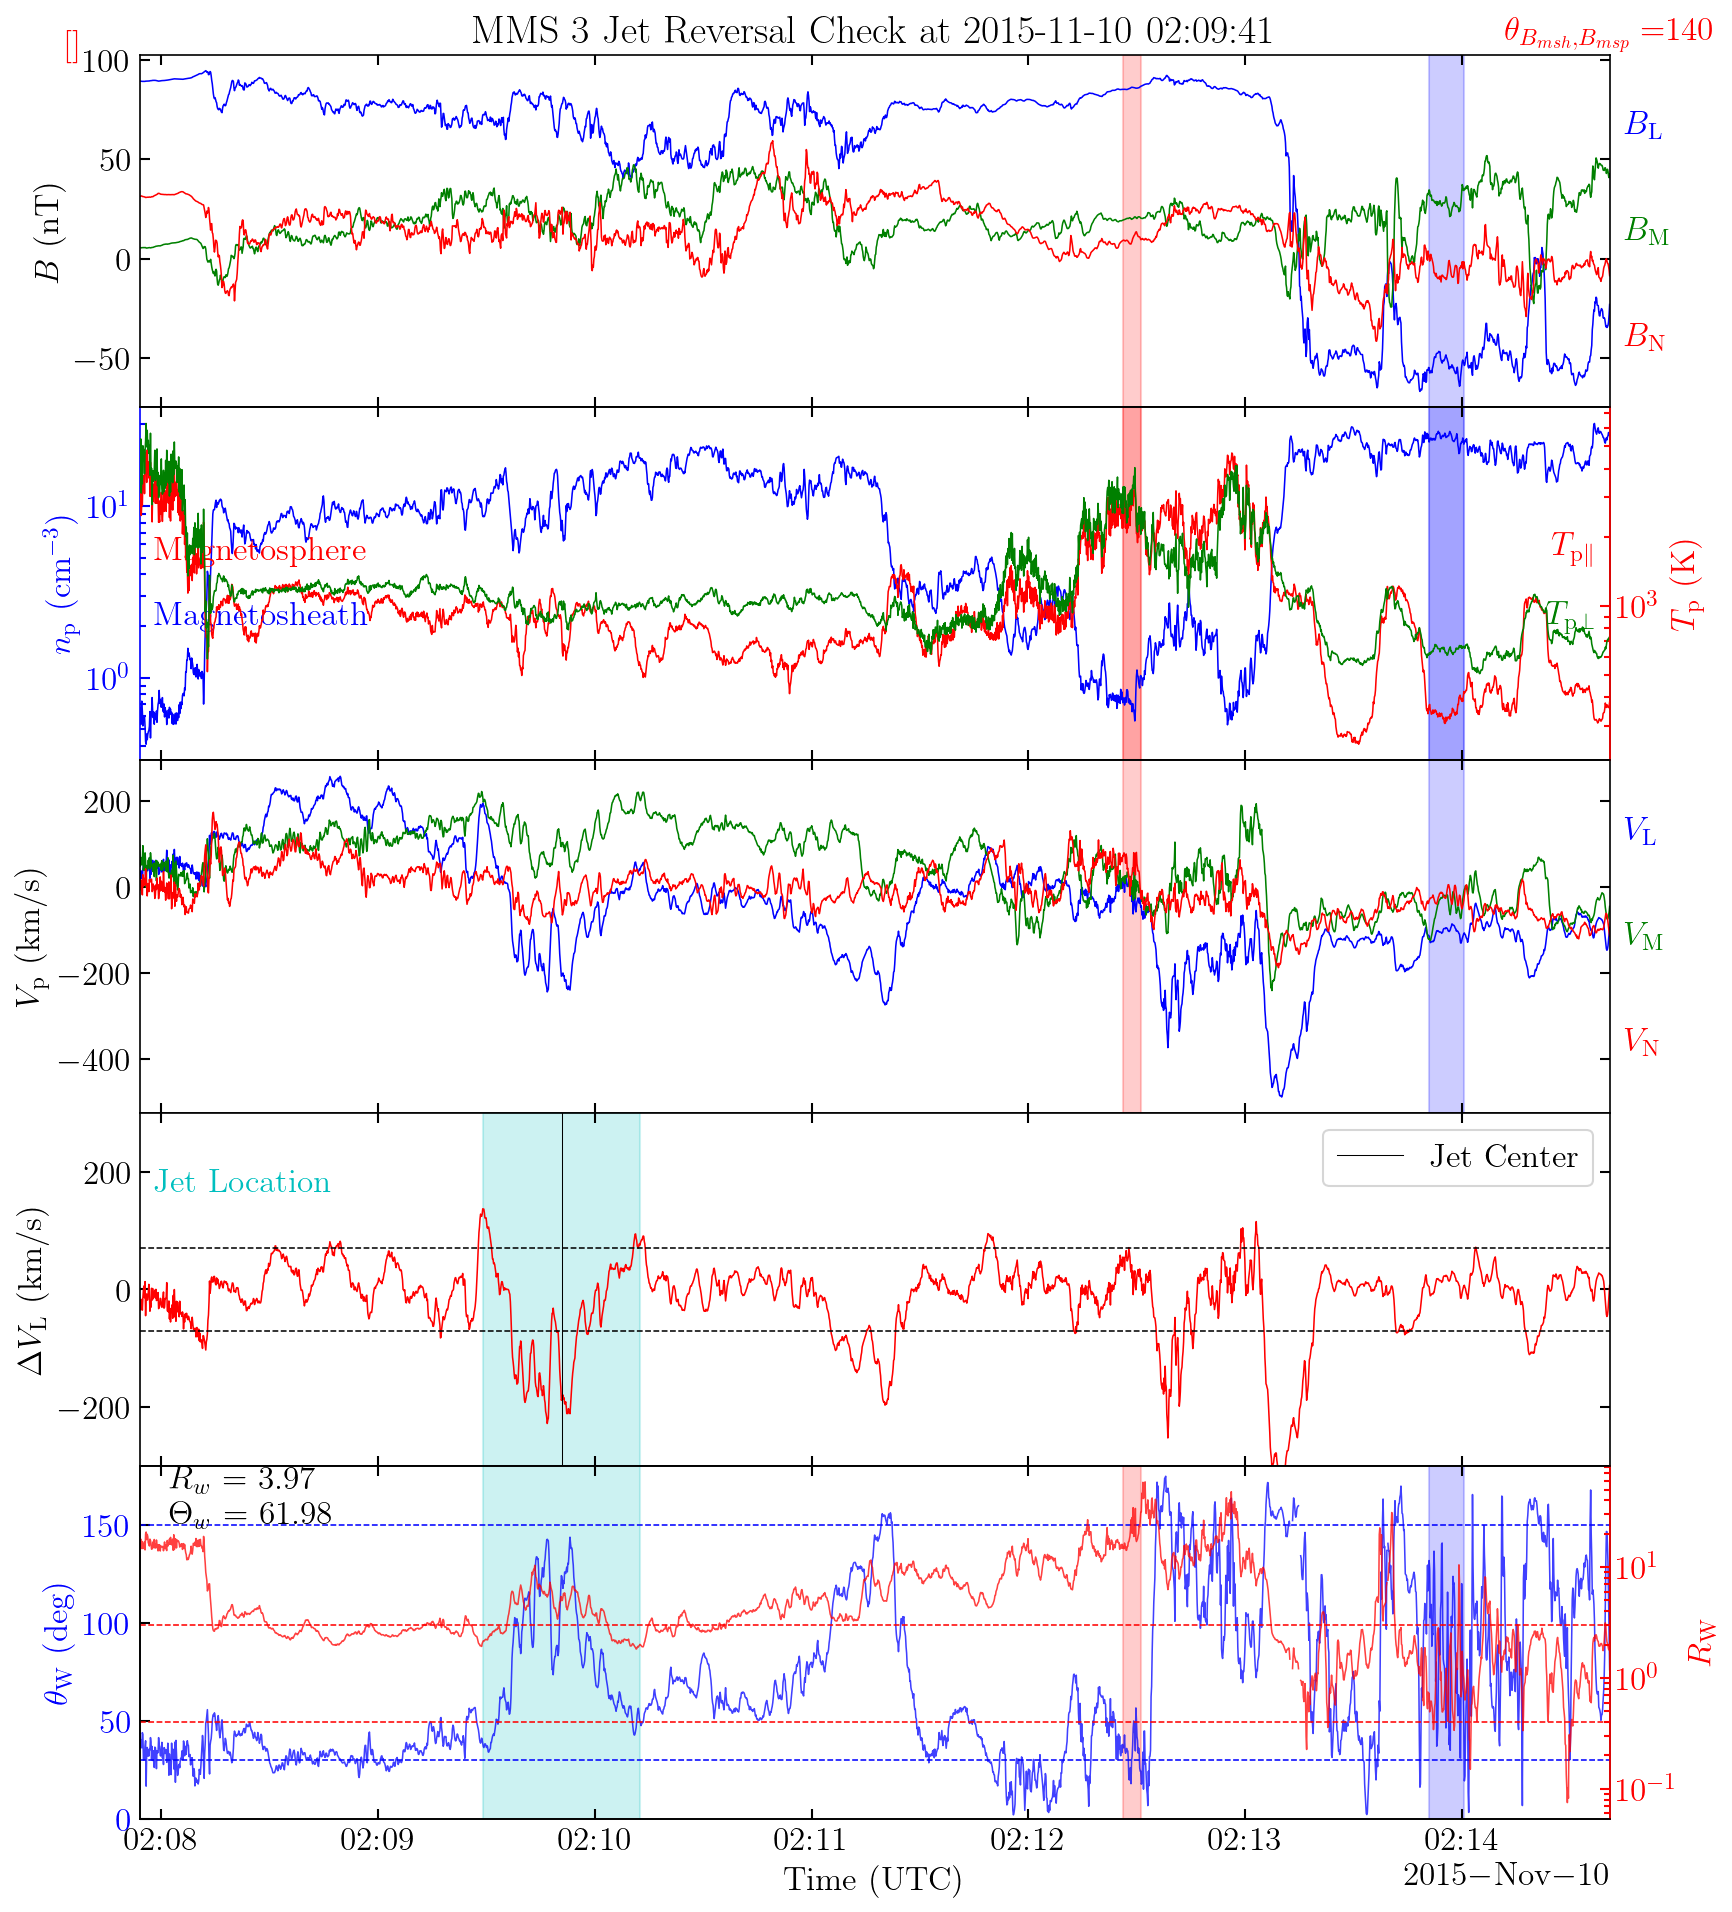 MMS 3 Jet Reversal Check at 2015-11-10 02:09:41
θ_{B_{msh},B_{msp}} =140
100
50
0
−50
B (nT)
B_L
B_M
B_N
10^1
10^0
n_p (cm^{−3})
Magnetosphere
Magnetosheath
T_{p∥}
T_{p⊥}
10^3
T_p (K)
200
0
−200
−400
V_p (km/s)
V_L
V_M
V_N
200
0
−200
ΔV_L (km/s)
Jet Location
Jet Center
R_w = 3.97
Θ_w = 61.98
150
100
50
0
θ_W (deg)
10^1
10^0
10^{−1}
R_W
02:08 02:09 02:10 02:11 02:12 02:13 02:14
2015−Nov−10
Time (UTC)